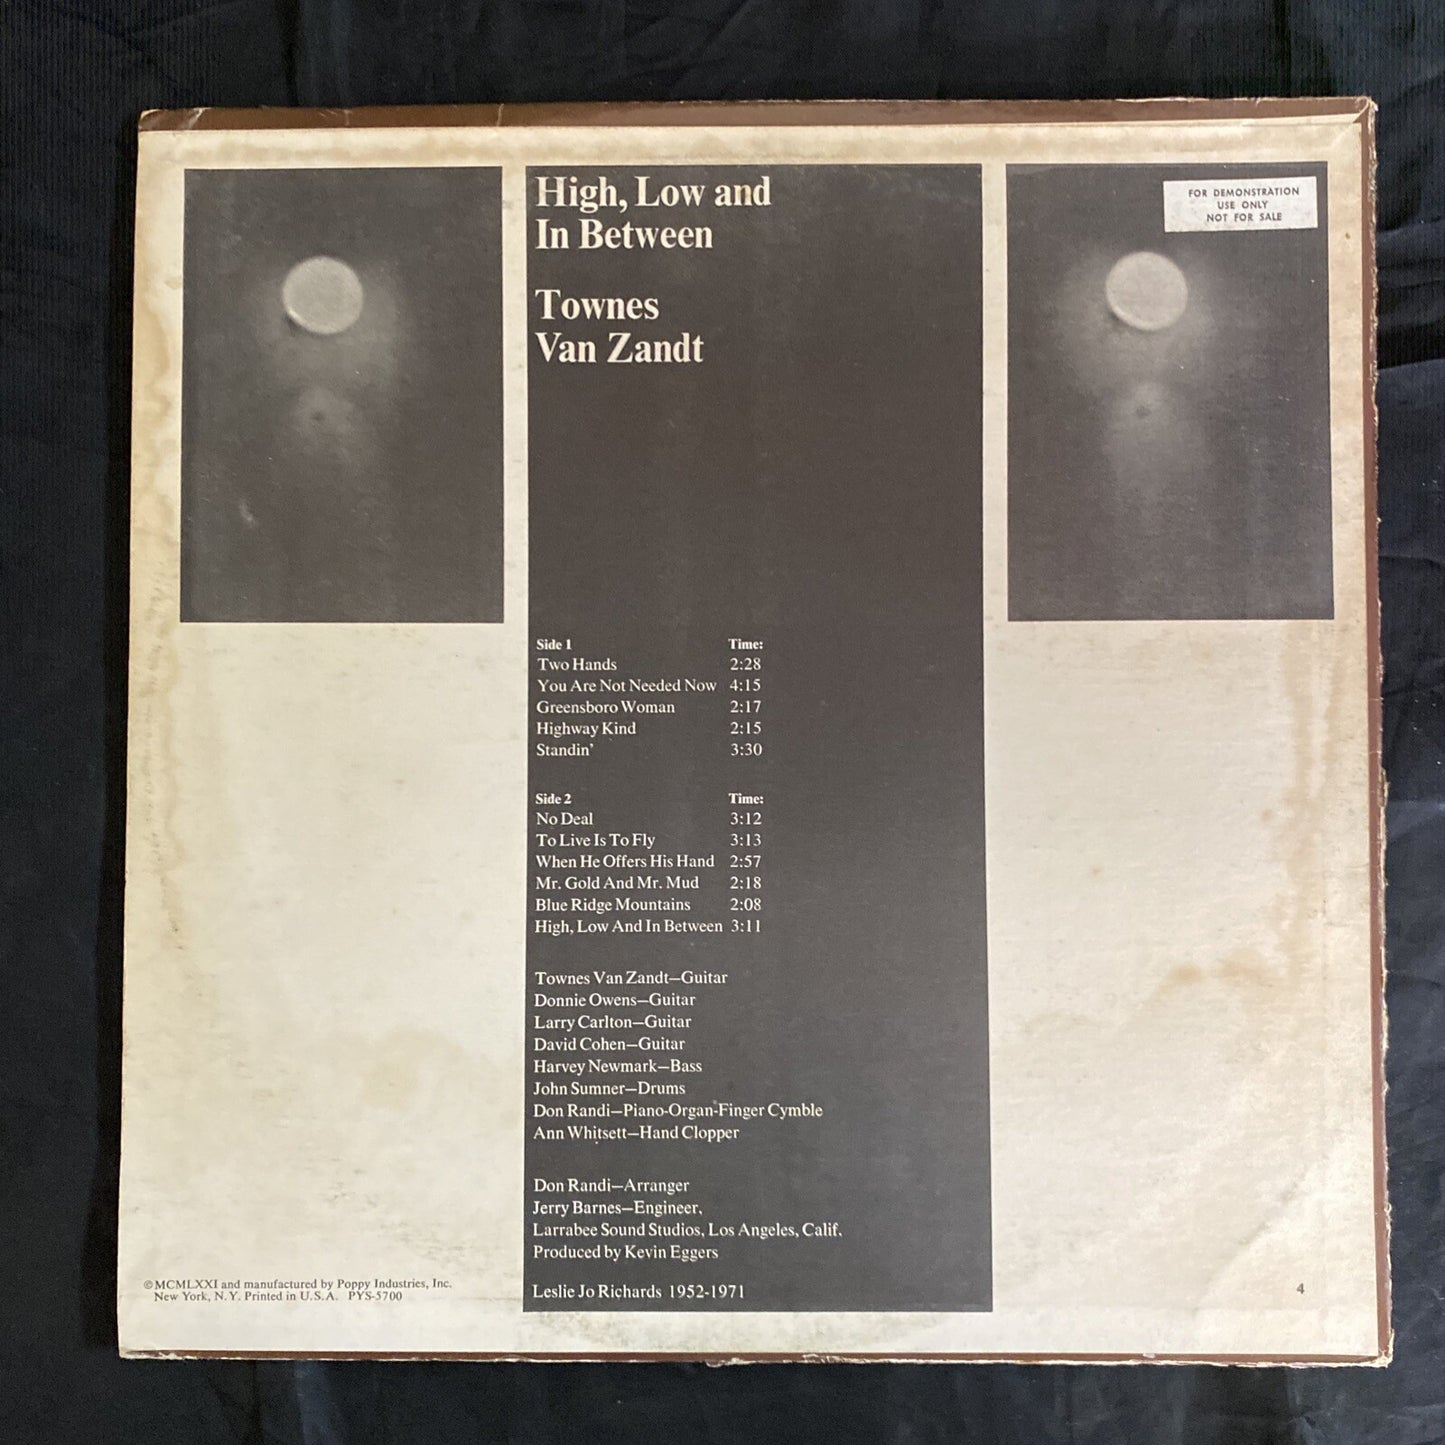 High, Low and
In Between
Townes
Van Zandt
FOR DEMONSTRATION
USE ONLY
NOT FOR SALE
Side 1 Time:
Two Hands 2:28
You Are Not Needed Now 4:15
Greensboro Woman 2:17
Highway Kind 2:15
Standin' 3:30
Side 2 Time:
No Deal 3:12
To Live Is To Fly 3:13
When He Offers His Hand 2:57
Mr. Gold And Mr. Mud 2:18
Blue Ridge Mountains 2:08
High, Low And In Between 3:11
Townes Van Zandt—Guitar
Donnie Owens—Guitar
Larry Carlton—Guitar
David Cohen—Guitar
Harvey Newmark—Bass
John Sumner—Drums
Don Randi—Piano-Organ-Finger Cymble
Ann Whitsett—Hand Clopper
Don Randi—Arranger
Jerry Barnes—Engineer,
Larrabee Sound Studios, Los Angeles, Calif.
Produced by Kevin Eggers
Leslie Jo Richards 1952-1971
©MCMLXXI and manufactured by Poppy Industries, Inc.
New York, N.Y. Printed in U.S.A. PYS-5700
4